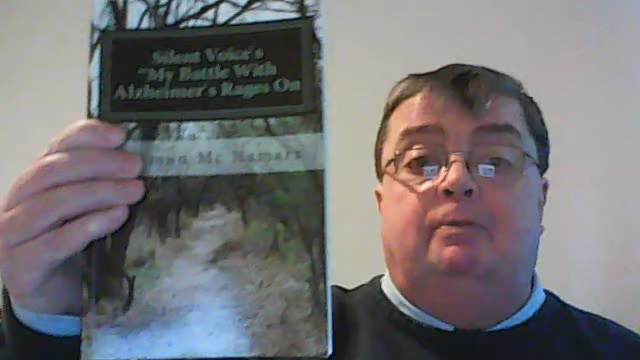 Silent Voice's
"My Battle With
Alzheimer's Rages On
Mc Namara